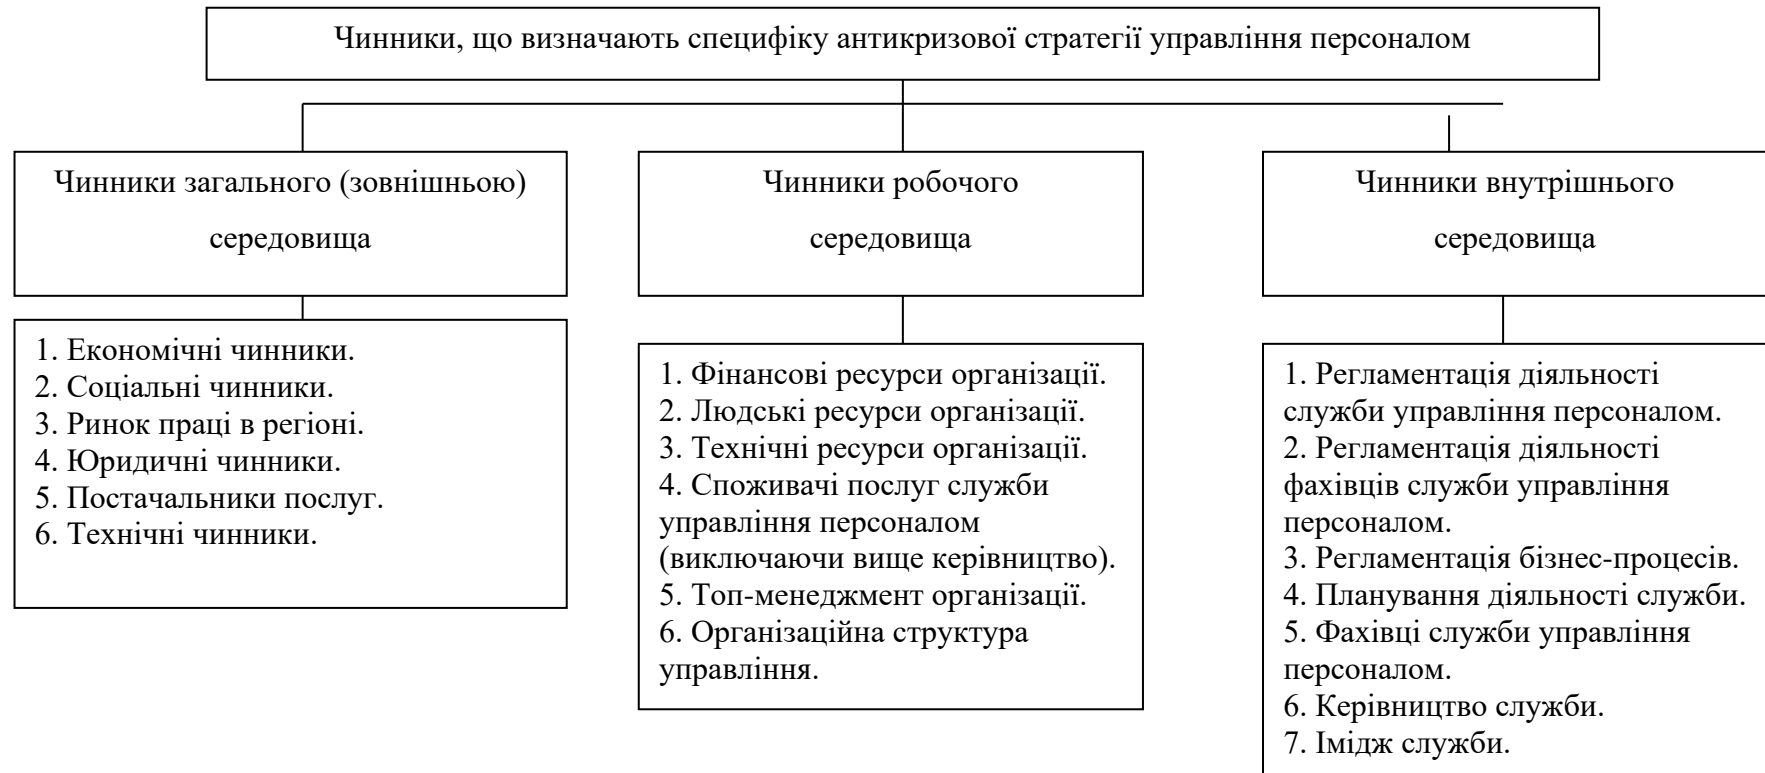 Чинники, що визначають специфіку антикризової стратегії управління персоналом
Чинники загального (зовнішньою)
середовища
1. Економічні чинники.
2. Соціальні чинники.
3. Ринок праці в регіоні.
4. Юридичні чинники.
5. Постачальники послуг.
6. Технічні чинники.
Чинники робочого
середовища
1. Фінансові ресурси організації.
2. Людські ресурси організації.
3. Технічні ресурси організації.
4. Споживачі послуг служби
управління персоналом
(виключаючи вище керівництво).
5. Топ-менеджмент організації.
6. Організаційна структура
управління.
Чинники внутрішнього
середовища
1. Регламентація діяльності
служби управління персоналом.
2. Регламентація діяльності
фахівців служби управління
персоналом.
3. Регламентація бізнес-процесів.
4. Планування діяльності служби.
5. Фахівці служби управління
персоналом.
6. Керівництво служби.
7. Імідж служби.